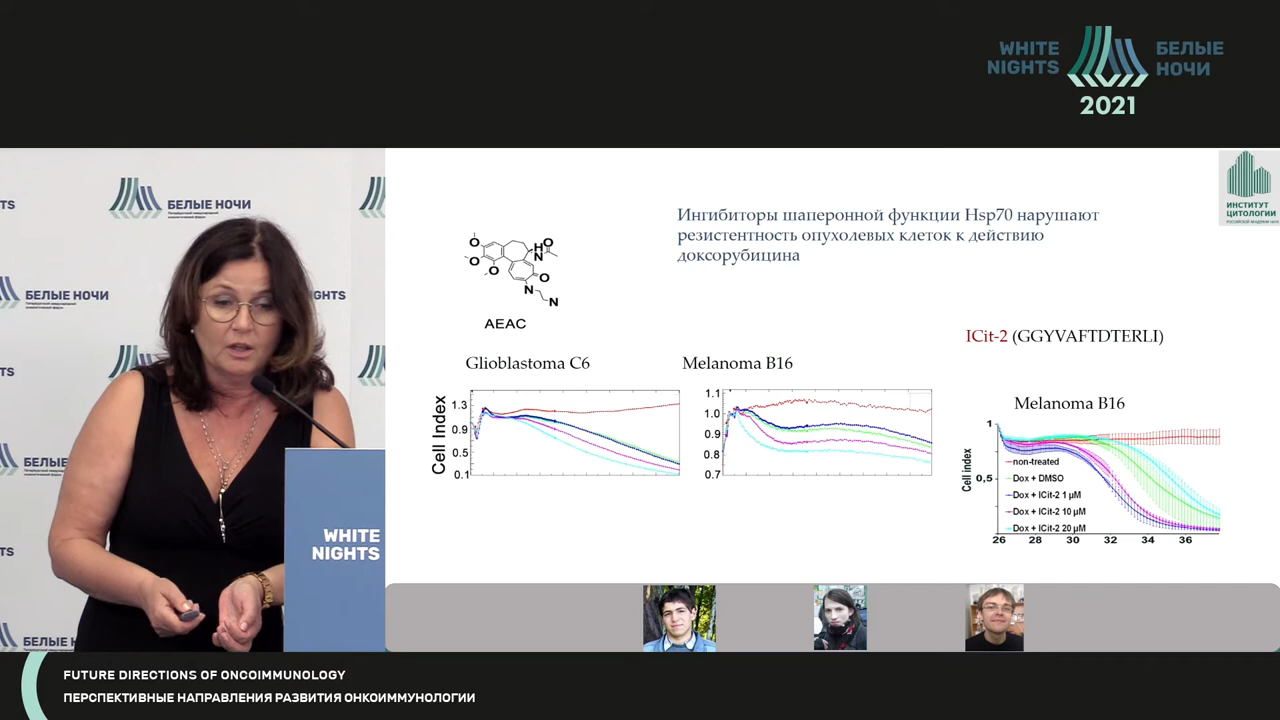 WHITE
NIGHTS
БЕЛЫЕ
НОЧИ
2021
БЕЛЫЕ НОЧИ
БЕЛЫЕ НОЧИ
WHITE
NIGHTS
ИНСТИТУТ
ЦИТОЛОГИИ
Ингибиторы шаперонной функции Hsp70 нарушают
резистентность опухолевых клеток к действию
доксорубицина
AEAC
ICit-2 (GGYVAFTDTERLI)
Glioblastoma C6
Melanoma B16
Melanoma B16
Cell Index
1.3
0.9
0.5
0.1
1.1
1.0
0.9
0.8
0.7
Cell index
1
0,5
non-treated
Dox + DMSO
Dox + ICit-2 1 µM
Dox + ICit-2 10 µM
Dox + ICit-2 20 µM
26 28 30 32 34 36
FUTURE DIRECTIONS OF ONCOIMMUNOLOGY
ПЕРСПЕКТИВНЫЕ НАПРАВЛЕНИЯ РАЗВИТИЯ ОНКОИММУНОЛОГИИ